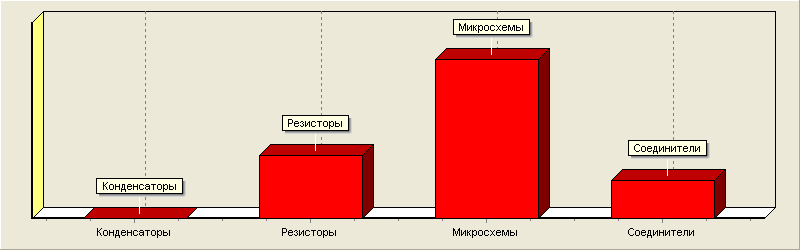 Микросхемы
Резисторы
Соединители
Конденсаторы
Конденсаторы Резисторы Микросхемы Соединители